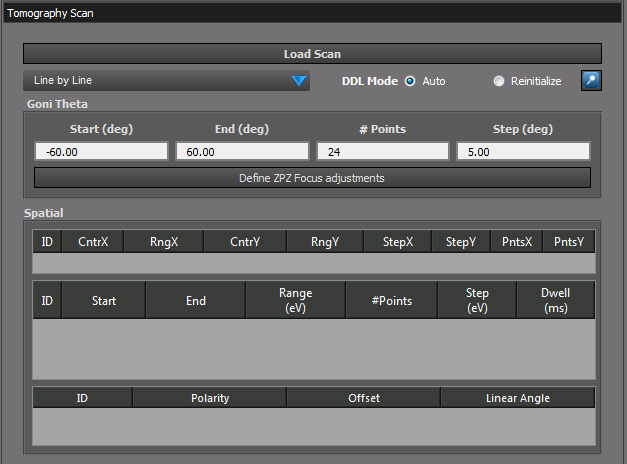 Tomography Scan
Load Scan
Line by Line DDL Mode Auto Reinitialize
Goni Theta
Start (deg) End (deg) # Points Step (deg)
-60.00 60.00 24 5.00
Define ZPZ Focus adjustments
Spatial
ID CntrX RngX CntrY RngY StepX StepY PntsX PntsY
ID Start End Range (eV) #Points Step (eV) Dwell (ms)
ID Polarity Offset Linear Angle